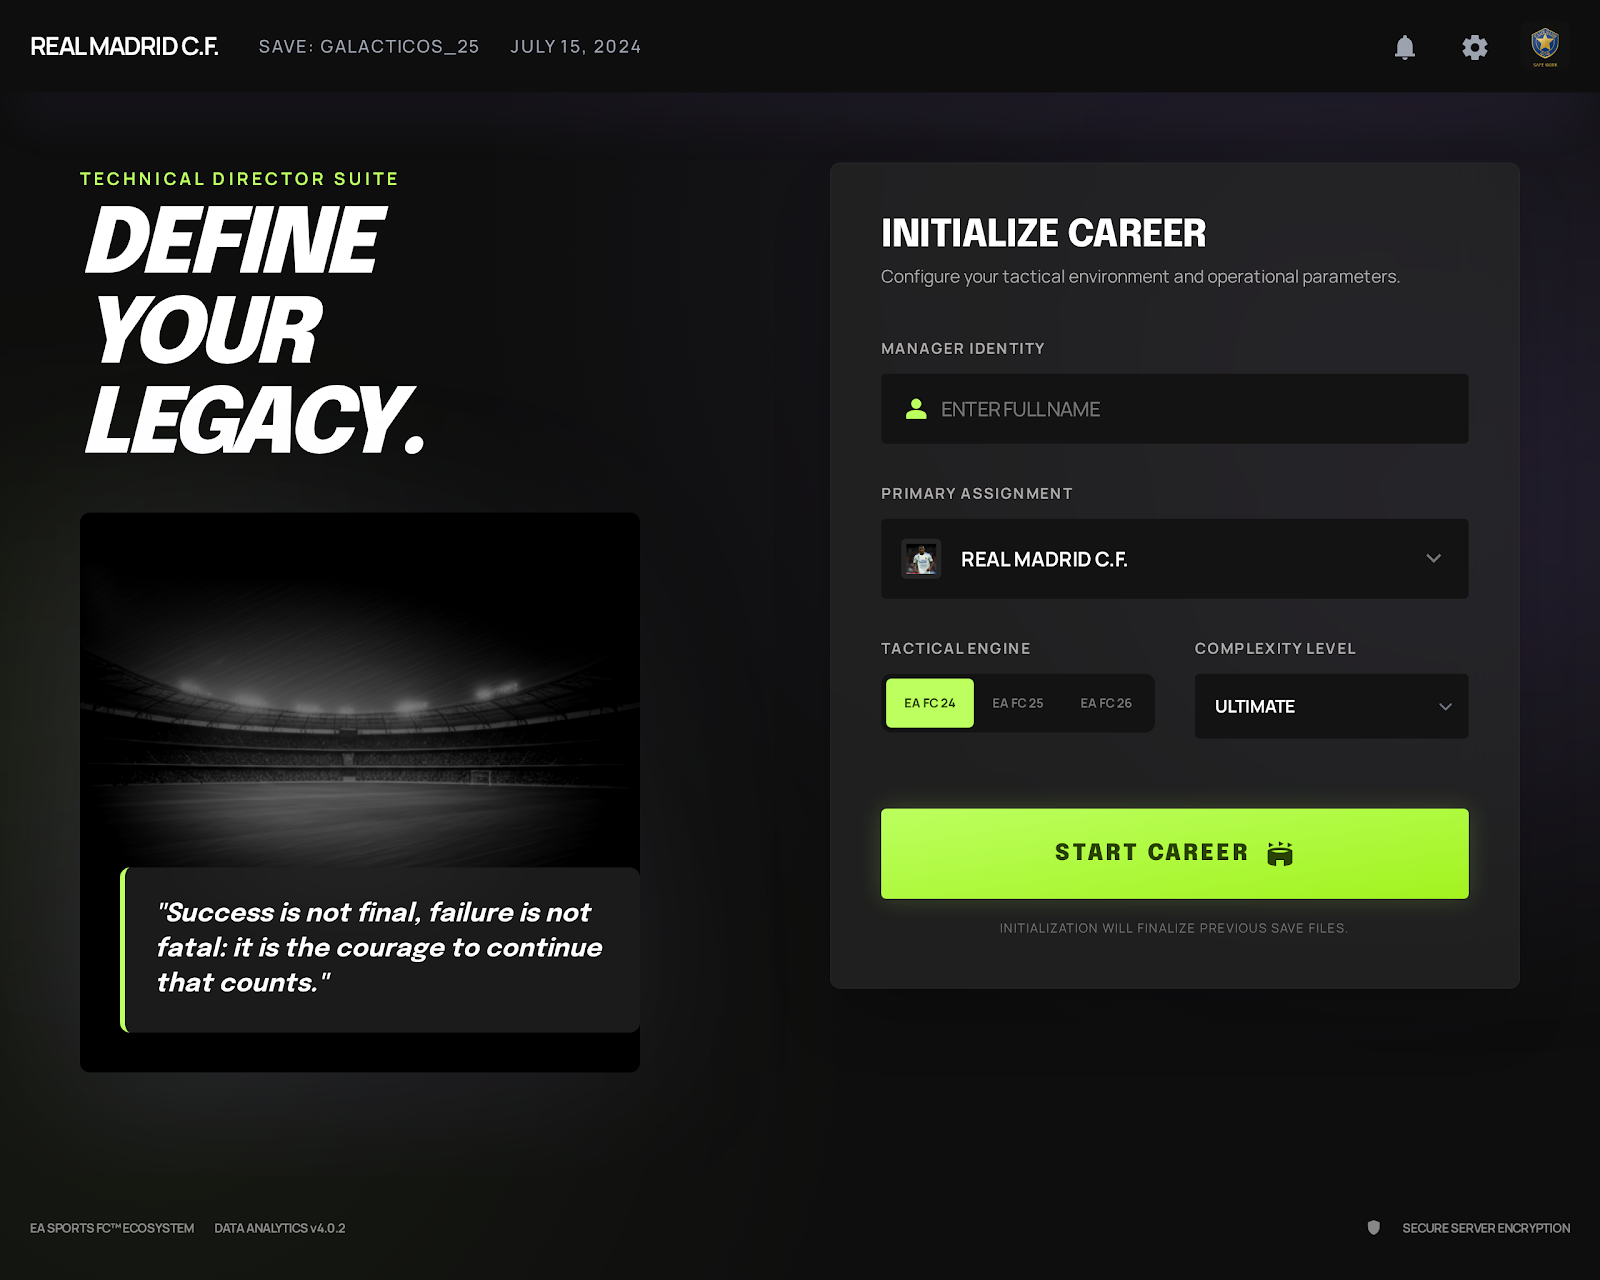 REAL MADRID C.F.
SAVE: GALACTICOS_25
JULY 15, 2024
TECHNICAL DIRECTOR SUITE
DEFINE
YOUR
LEGACY.
"Success is not final, failure is not
fatal: it is the courage to continue
that counts."
INITIALIZE CAREER
Configure your tactical environment and operational parameters.
MANAGER IDENTITY
ENTER FULL NAME
PRIMARY ASSIGNMENT
REAL MADRID C.F.
TACTICAL ENGINE
EA FC 24
EA FC 25
EA FC 26
COMPLEXITY LEVEL
ULTIMATE
START CAREER
INITIALIZATION WILL FINALIZE PREVIOUS SAVE FILES.
EA SPORTS FC™ ECOSYSTEM
DATA ANALYTICS v4.0.2
SECURE SERVER ENCRYPTION